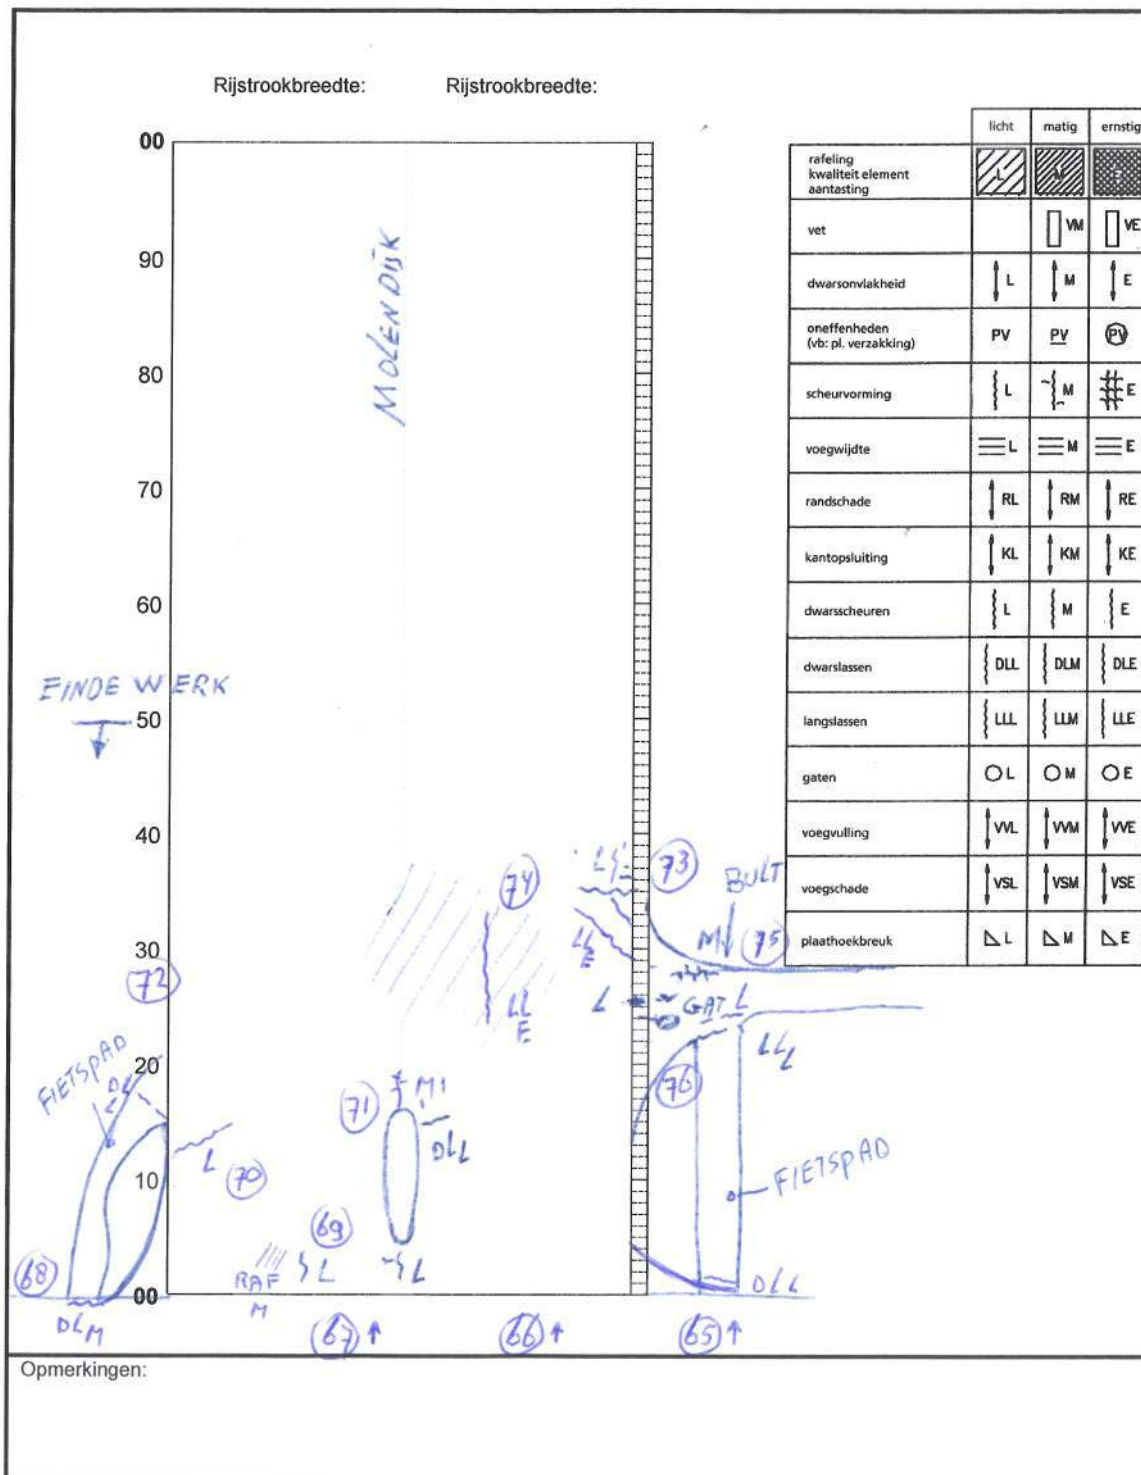 Rijstrookbreedte: Rijstrookbreedte:
licht matig ernstig
rafeling
kwaliteit element
aantasting
L M
vet VM VE
dwarsonvlakheid L M E
oneffenheden
(vb: pl. verzakking)
PV PV PV
scheurvorming L M E
voegwijdte L M E
randschade RL RM RE
kantopsluiting KL KM KE
dwarsscheuren L M E
dwarslassen DLL DLM DLE
langslassen LLL LLM LLE
gaten L M E
voegvulling VVL VVM VVE
voegschade VSL VSM VSE
plaathoekbreuk L M E
00
90
80
70
60
50
40
30
20
10
00
MOLENDIJK
EINDE WERK
74
73
BULT
LL
E
M
75
72
LL
E
L
GAT L
LLL
FIETSPAD
DL
L
71
M1
DLL
76
L
70
FIETSPAD
69
68
RAF
M
L
L
DLL
DLM
67
66
65
Opmerkingen: